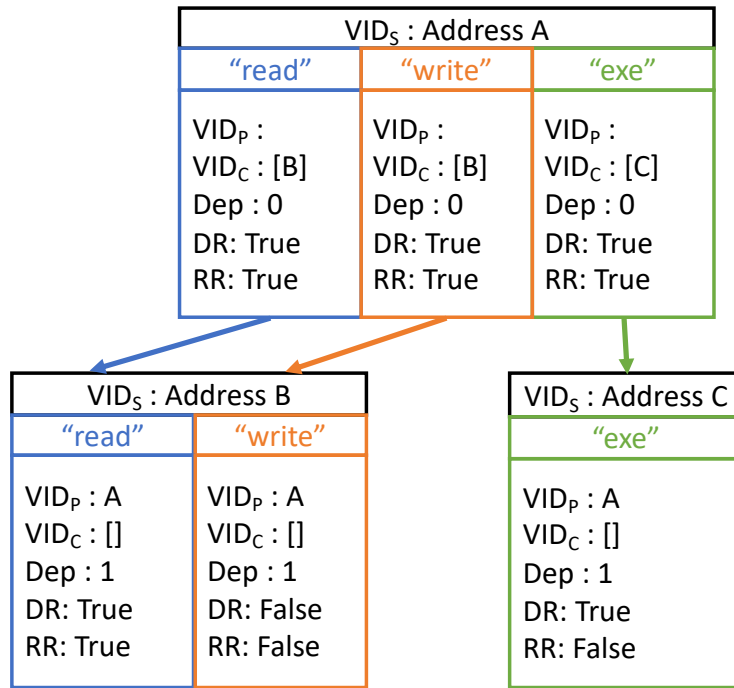 VIDS : Address A
“read” “write” “exe”
VIDP : VIDP : VIDP :
VIDC : [B] VIDC : [B] VIDC : [C]
Dep : 0 Dep : 0 Dep : 0
DR: True DR: True DR: True
RR: True RR: True RR: True
VIDS : Address B VIDS : Address C
“read” “write” “exe”
VIDP : A VIDP : A VIDP : A
VIDC : [] VIDC : [] VIDC : []
Dep : 1 Dep : 1 Dep : 1
DR: True DR: False DR: True
RR: True RR: False RR: False